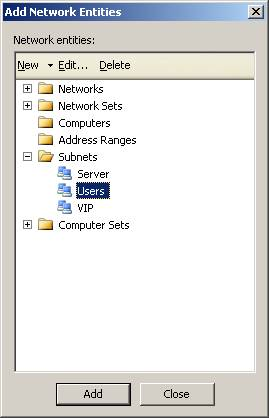 Add Network Entities
Network entities:
New Edit... Delete
Networks
Network Sets
Computers
Address Ranges
Subnets
Server
Users
VIP
Computer Sets
Add Close